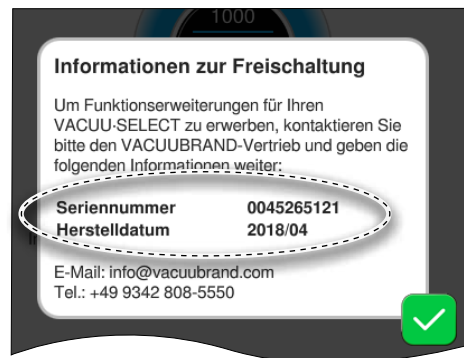 1000
Informationen zur Freischaltung
Um Funktionserweiterungen für Ihren
VACUU·SELECT zu erwerben, kontaktieren Sie
bitte den VACUUBRAND-Vertrieb und geben die
folgenden Informationen weiter:
Seriennummer 0045265121
Herstelldatum 2018/04
E-Mail: info@vacuubrand.com
Tel.: +49 9342 808-5550